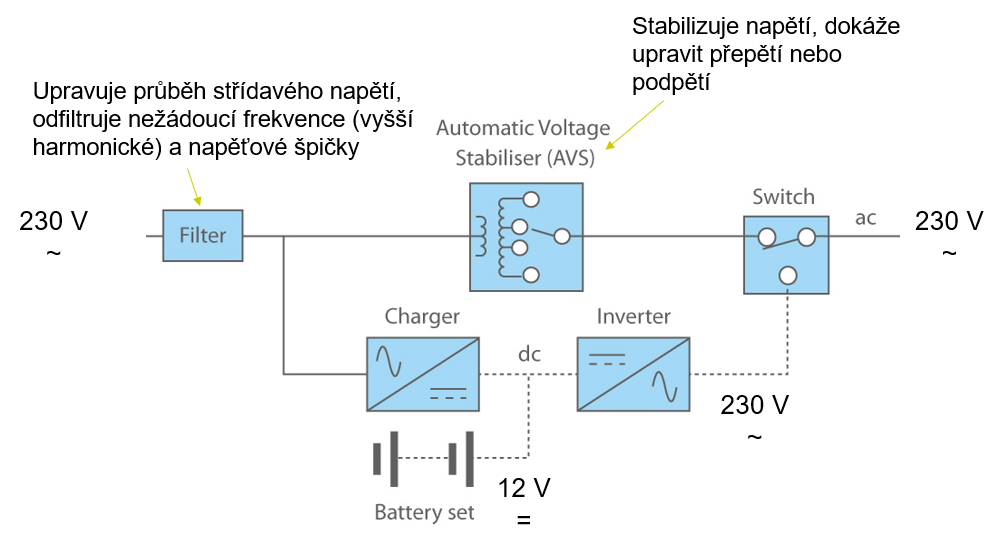 Stabilizuje napětí, dokáže
upravit přepětí nebo
podpětí
Upravuje průběh střídavého napětí,
odfiltruje nežádoucí frekvence (vyšší
harmonické) a napěťové špičky
Automatic Voltage
Stabiliser (AVS)
Switch
230 V
~
Filter
ac
230 V
~
Charger
Inverter
dc
230 V
~
12 V
=
Battery set